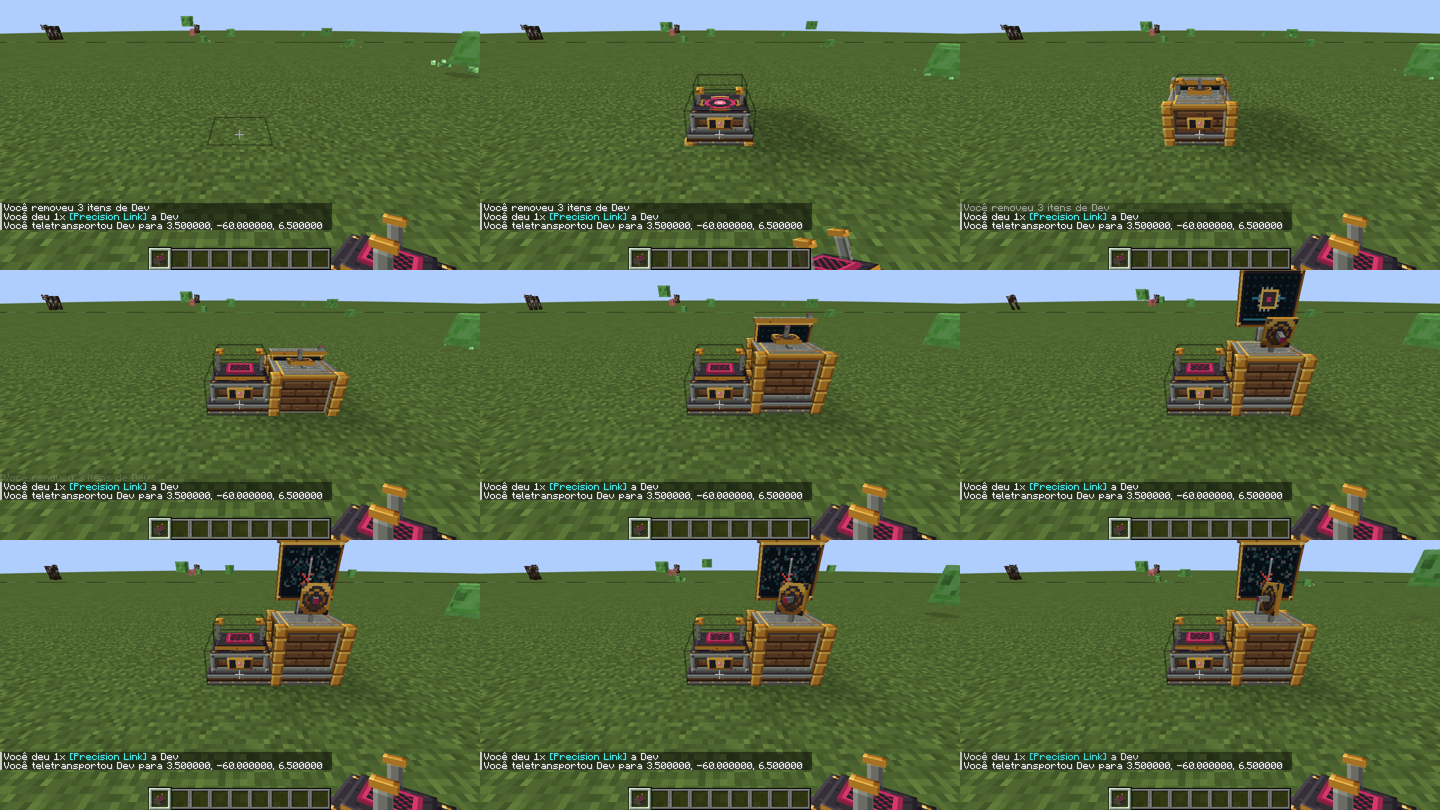 Você removeu 3 itens de Dev
Você deu 1x [Precision Link] a Dev
Você teletransportou Dev para 3.500000, -60.000000, 6.500000
Você removeu 3 itens de Dev
Você deu 1x [Precision Link] a Dev
Você teletransportou Dev para 3.500000, -60.000000, 6.500000
Você removeu 3 itens de Dev
Você deu 1x [Precision Link] a Dev
Você teletransportou Dev para 3.500000, -60.000000, 6.500000
Você deu 1x [Precision Link] a Dev
Você teletransportou Dev para 3.500000, -60.000000, 6.500000
Você deu 1x [Precision Link] a Dev
Você teletransportou Dev para 3.500000, -60.000000, 6.500000
Você deu 1x [Precision Link] a Dev
Você teletransportou Dev para 3.500000, -60.000000, 6.500000
Você deu 1x [Precision Link] a Dev
Você teletransportou Dev para 3.500000, -60.000000, 6.500000
Você deu 1x [Precision Link] a Dev
Você teletransportou Dev para 3.500000, -60.000000, 6.500000
Você deu 1x [Precision Link] a Dev
Você teletransportou Dev para 3.500000, -60.000000, 6.500000